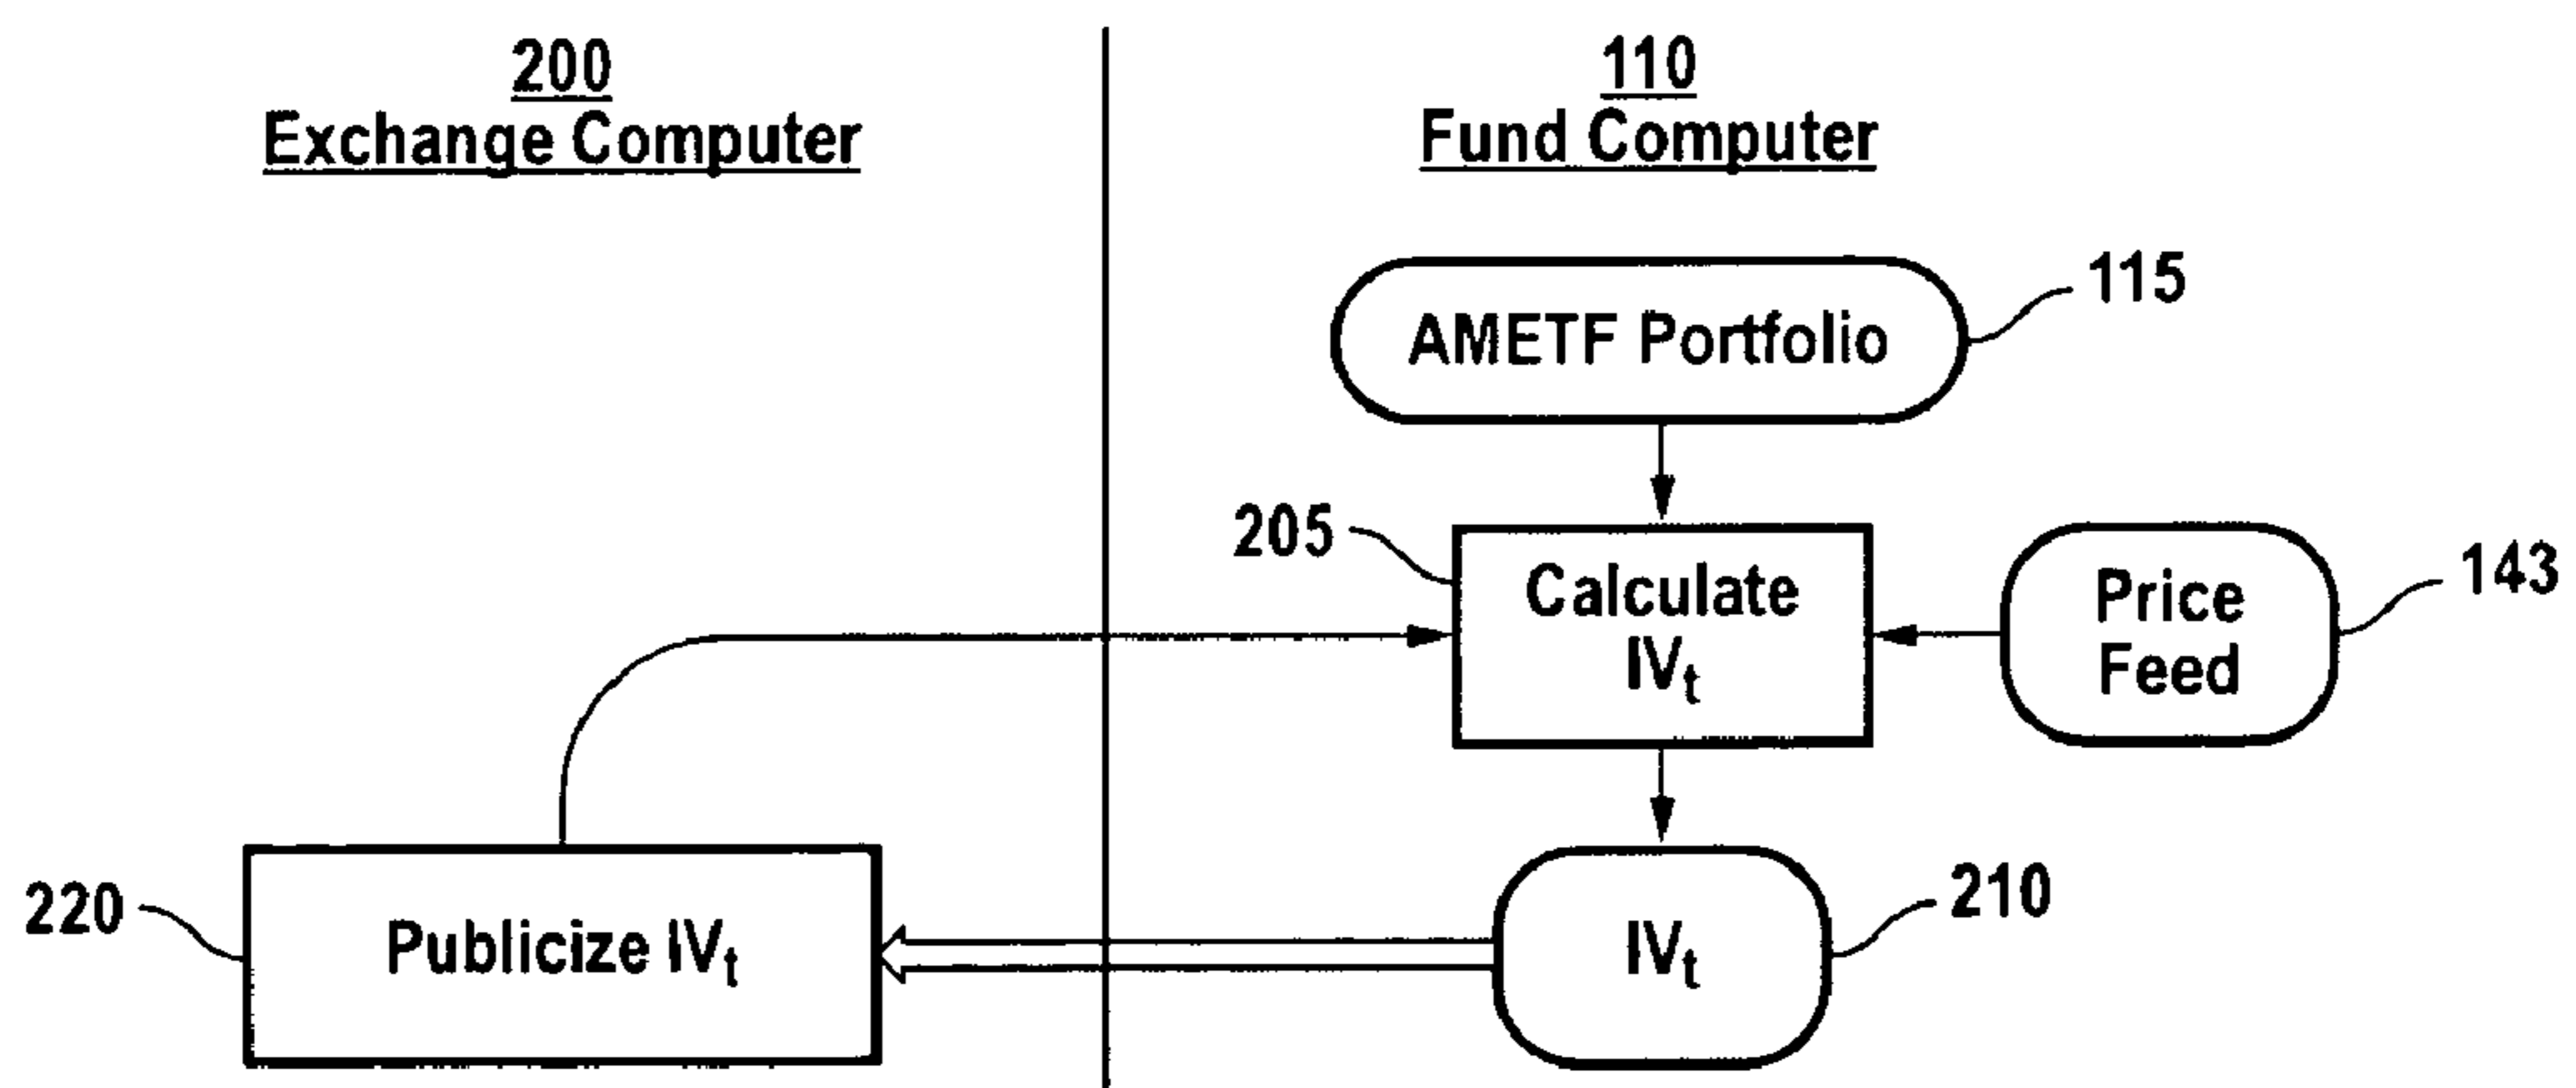 200
Exchange Computer
110
Fund Computer
AMETF Portfolio
115
205
Calculate
IVt
Price
Feed
143
220
Publicize IVt
IVt
210